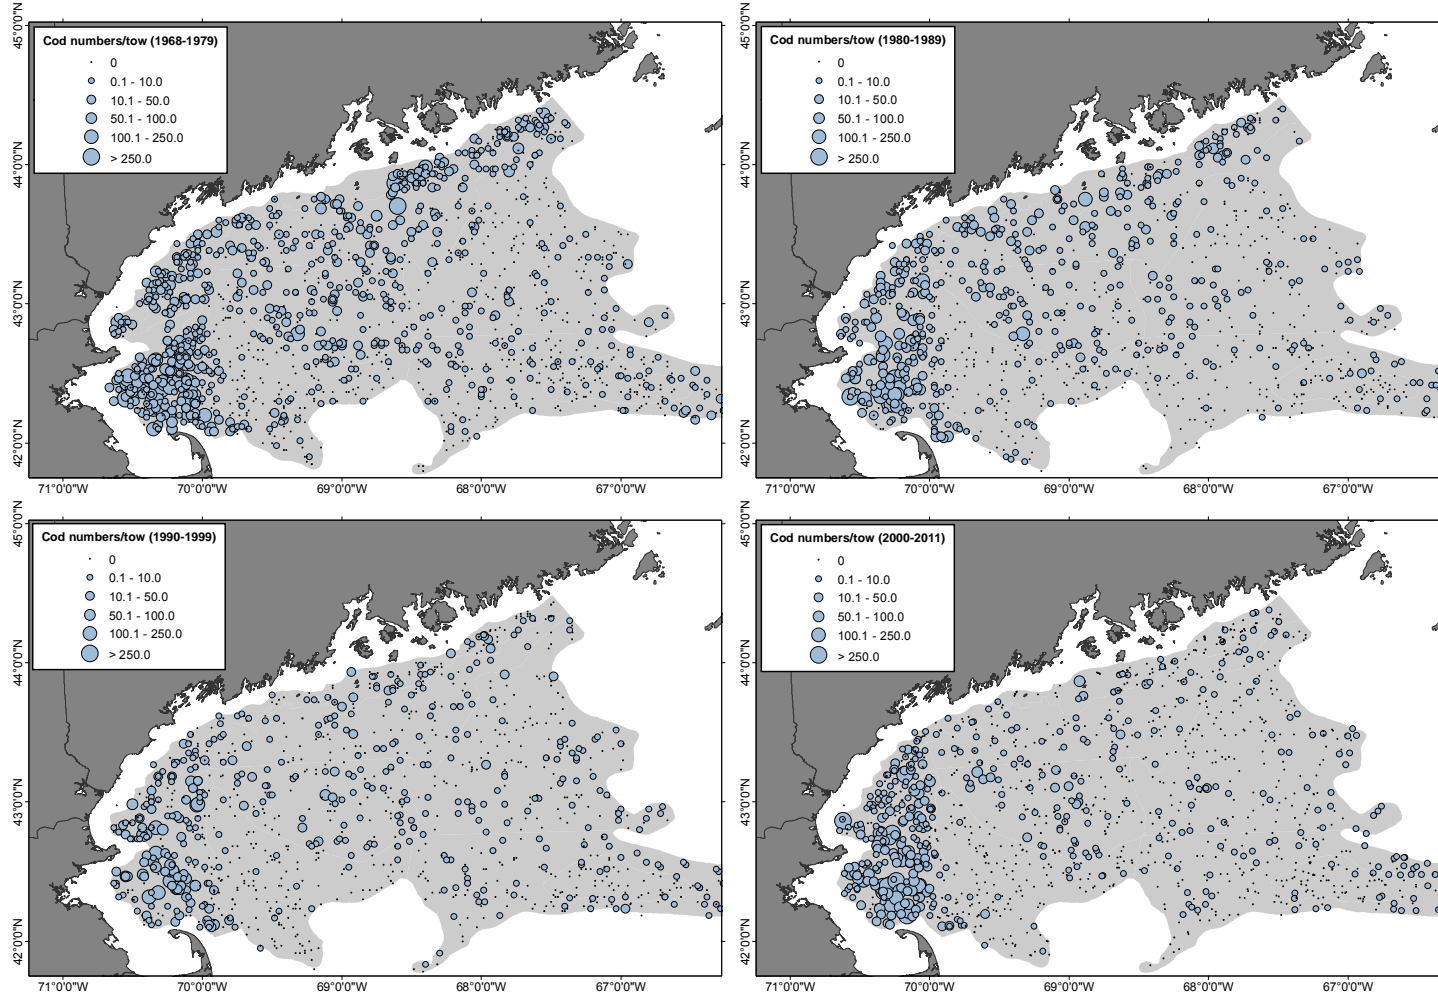 Cod numbers/tow (1968-1979)
0
0.1 - 10.0
10.1 - 50.0
50.1 - 100.0
100.1 - 250.0
> 250.0
45°0'0"N
44°0'0"N
43°0'0"N
42°0'0"N
71°0'0"W
70°0'0"W
69°0'0"W
68°0'0"W
67°0'0"W
Cod numbers/tow (1980-1989)
0
0.1 - 10.0
10.1 - 50.0
50.1 - 100.0
100.1 - 250.0
> 250.0
45°0'0"N
44°0'0"N
43°0'0"N
42°0'0"N
71°0'0"W
70°0'0"W
69°0'0"W
68°0'0"W
67°0'0"W
Cod numbers/tow (1990-1999)
0
0.1 - 10.0
10.1 - 50.0
50.1 - 100.0
100.1 - 250.0
> 250.0
45°0'0"N
44°0'0"N
43°0'0"N
42°0'0"N
71°0'0"W
70°0'0"W
69°0'0"W
68°0'0"W
67°0'0"W
Cod numbers/tow (2000-2011)
0
0.1 - 10.0
10.1 - 50.0
50.1 - 100.0
100.1 - 250.0
> 250.0
45°0'0"N
44°0'0"N
43°0'0"N
42°0'0"N
71°0'0"W
70°0'0"W
69°0'0"W
68°0'0"W
67°0'0"W